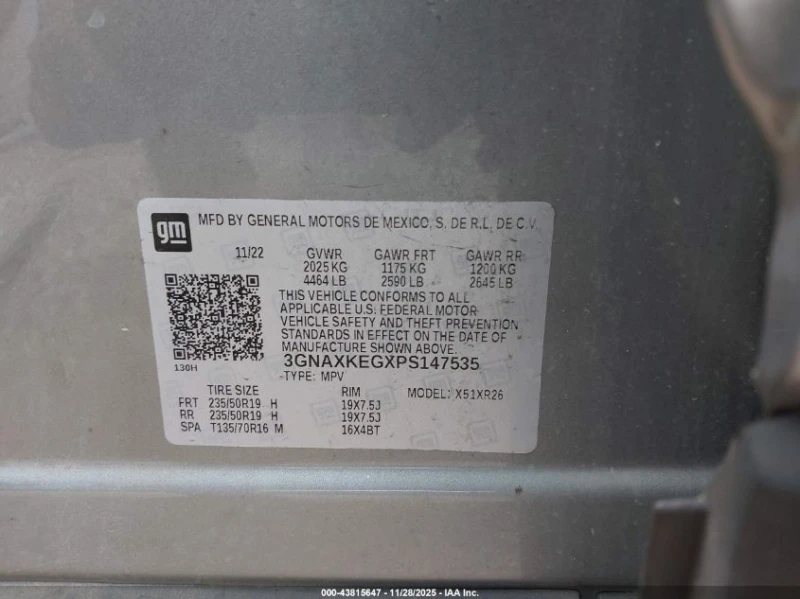 gm
MFD BY GENERAL MOTORS DE MEXICO, S. DE R.L. DE C.V.
11/22 GVWR GAWR FRT GAWR RR
2025 KG 1175 KG 1200 KG
4464 LB 2590 LB 2645 LB
THIS VEHICLE CONFORMS TO ALL
APPLICABLE U.S. FEDERAL MOTOR
VEHICLE SAFETY AND THEFT PREVENTION
STANDARDS IN EFFECT ON THE DATE OF
MANUFACTURE SHOWN ABOVE.
130H 3GNAXKEGXPS147535
TYPE: MPV
TIRE SIZE RIM MODEL: X51XR26
FRT 235/50R19 H 19X7.5J
RR 235/50R19 H 19X7.5J
SPA T135/70R16 M 16X4BT
000-43815647 - 11/28/2025 - IAA Inc.